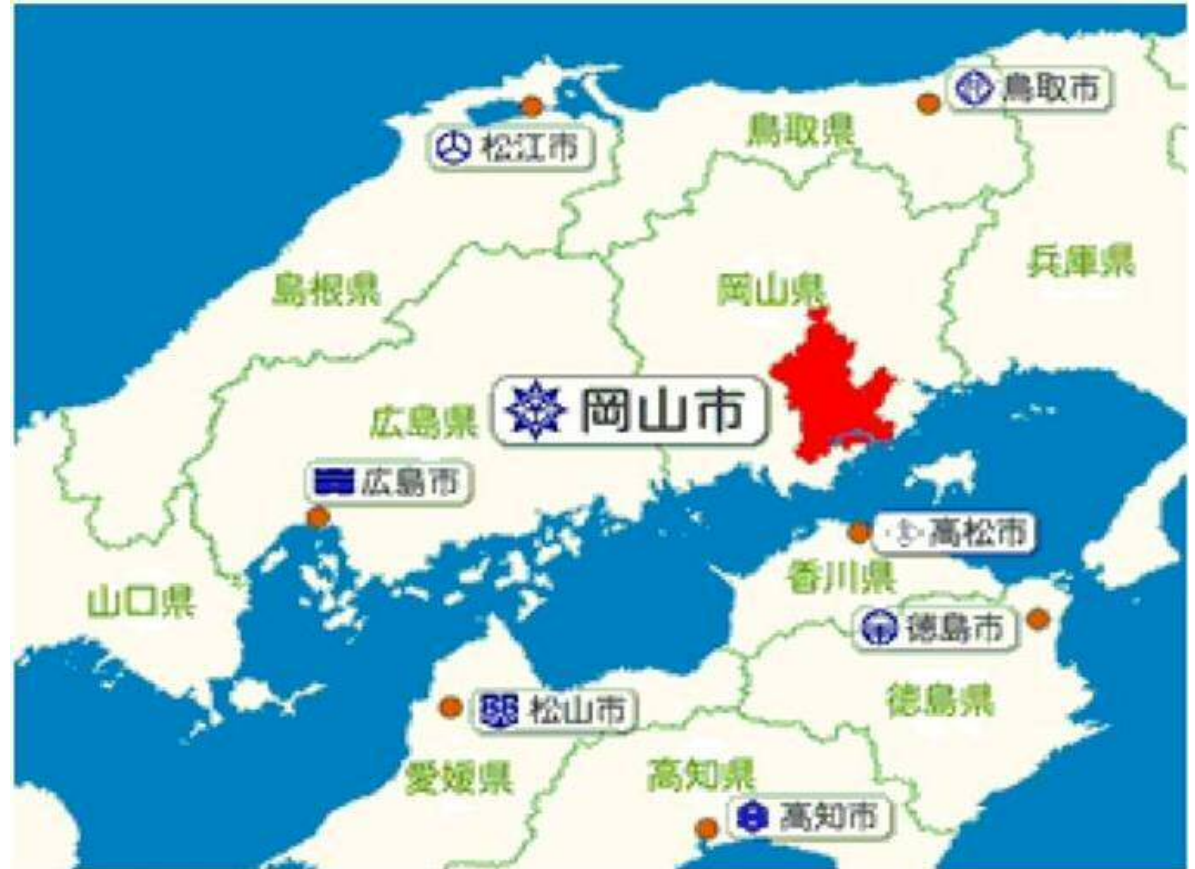 鳥取市
鳥取県
松江市
兵庫県
島根県
岡山県
岡山市
広島県
広島市
高松市
香川県
山口県
徳島市
徳島県
松山市
愛媛県
高知県
高知市